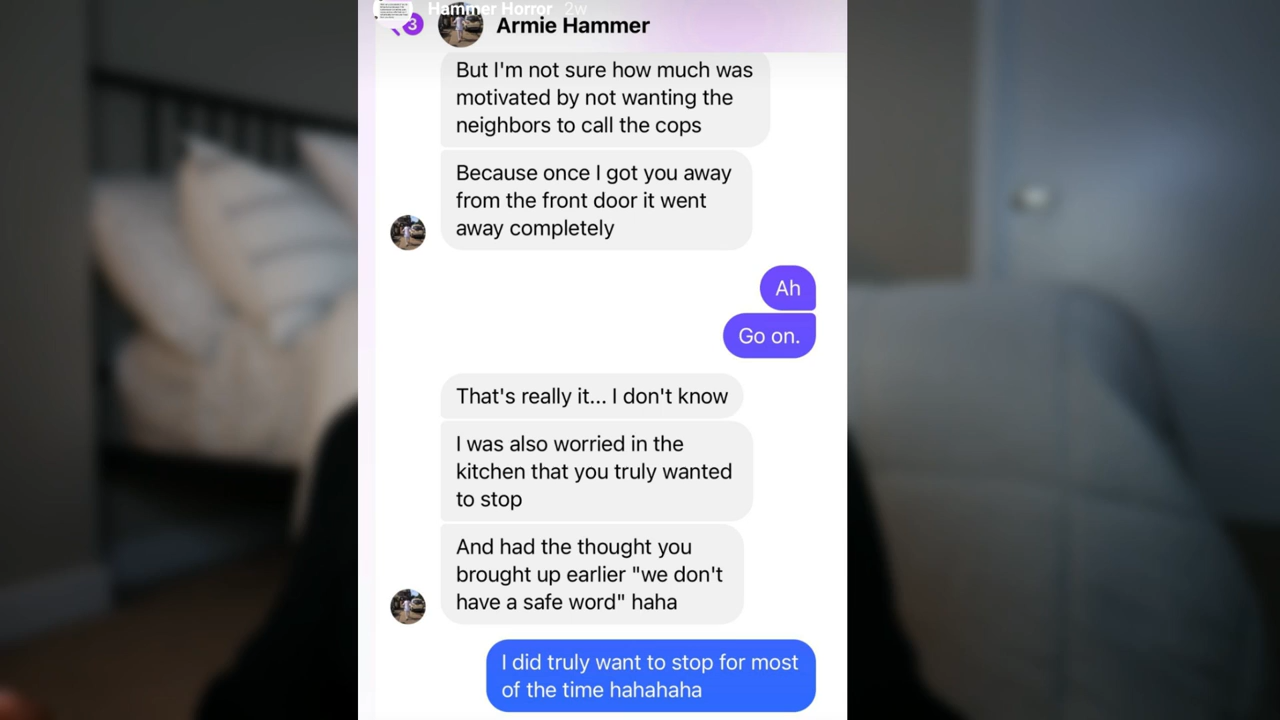 Hammer Horror 2w
3
Armie Hammer
But I'm not sure how much was
motivated by not wanting the
neighbors to call the cops
Because once I got you away
from the front door it went
away completely
Ah
Go on.
That's really it... I don't know
I was also worried in the
kitchen that you truly wanted
to stop
And had the thought you
brought up earlier "we don't
have a safe word" haha
I did truly want to stop for most
of the time hahahaha